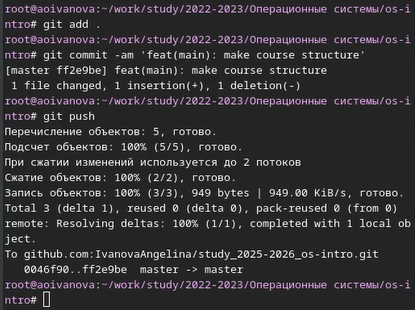 root@aoivanova:~/work/study/2022-2023/Операционные системы/os-i
ntro# git add .
root@aoivanova:~/work/study/2022-2023/Операционные системы/os-i
ntro# git commit -am 'feat(main): make course structure'
[master ff2e9be] feat(main): make course structure
 1 file changed, 1 insertion(+), 1 deletion(-)
root@aoivanova:~/work/study/2022-2023/Операционные системы/os-i
ntro# git push
Перечисление объектов: 5, готово.
Подсчет объектов: 100% (5/5), готово.
При сжатии изменений используется до 2 потоков
Сжатие объектов: 100% (2/2), готово.
Запись объектов: 100% (3/3), 949 bytes | 949.00 KiB/s, готово.
Total 3 (delta 1), reused 0 (delta 0), pack-reused 0 (from 0)
remote: Resolving deltas: 100% (1/1), completed with 1 local ob
ject.
To github.com:IvanovaAngelina/study_2025-2026_os-intro.git
   0046f90..ff2e9be  master -> master
root@aoivanova:~/work/study/2022-2023/Операционные системы/os-i
ntro#